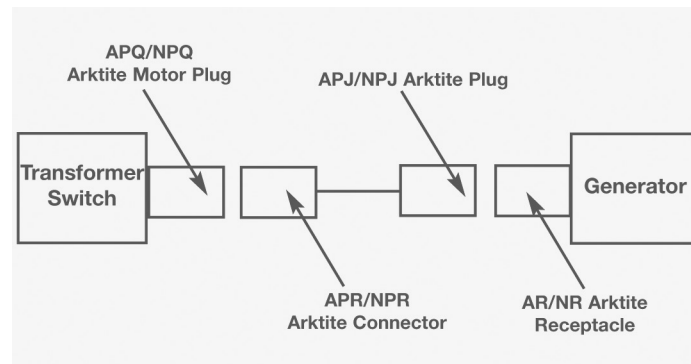 APQ/NPQ
Arktite Motor Plug
APJ/NPJ Arktite Plug
Transformer
Switch
Generator
APR/NPR
Arktite Connector
AR/NR Arktite
Receptacle